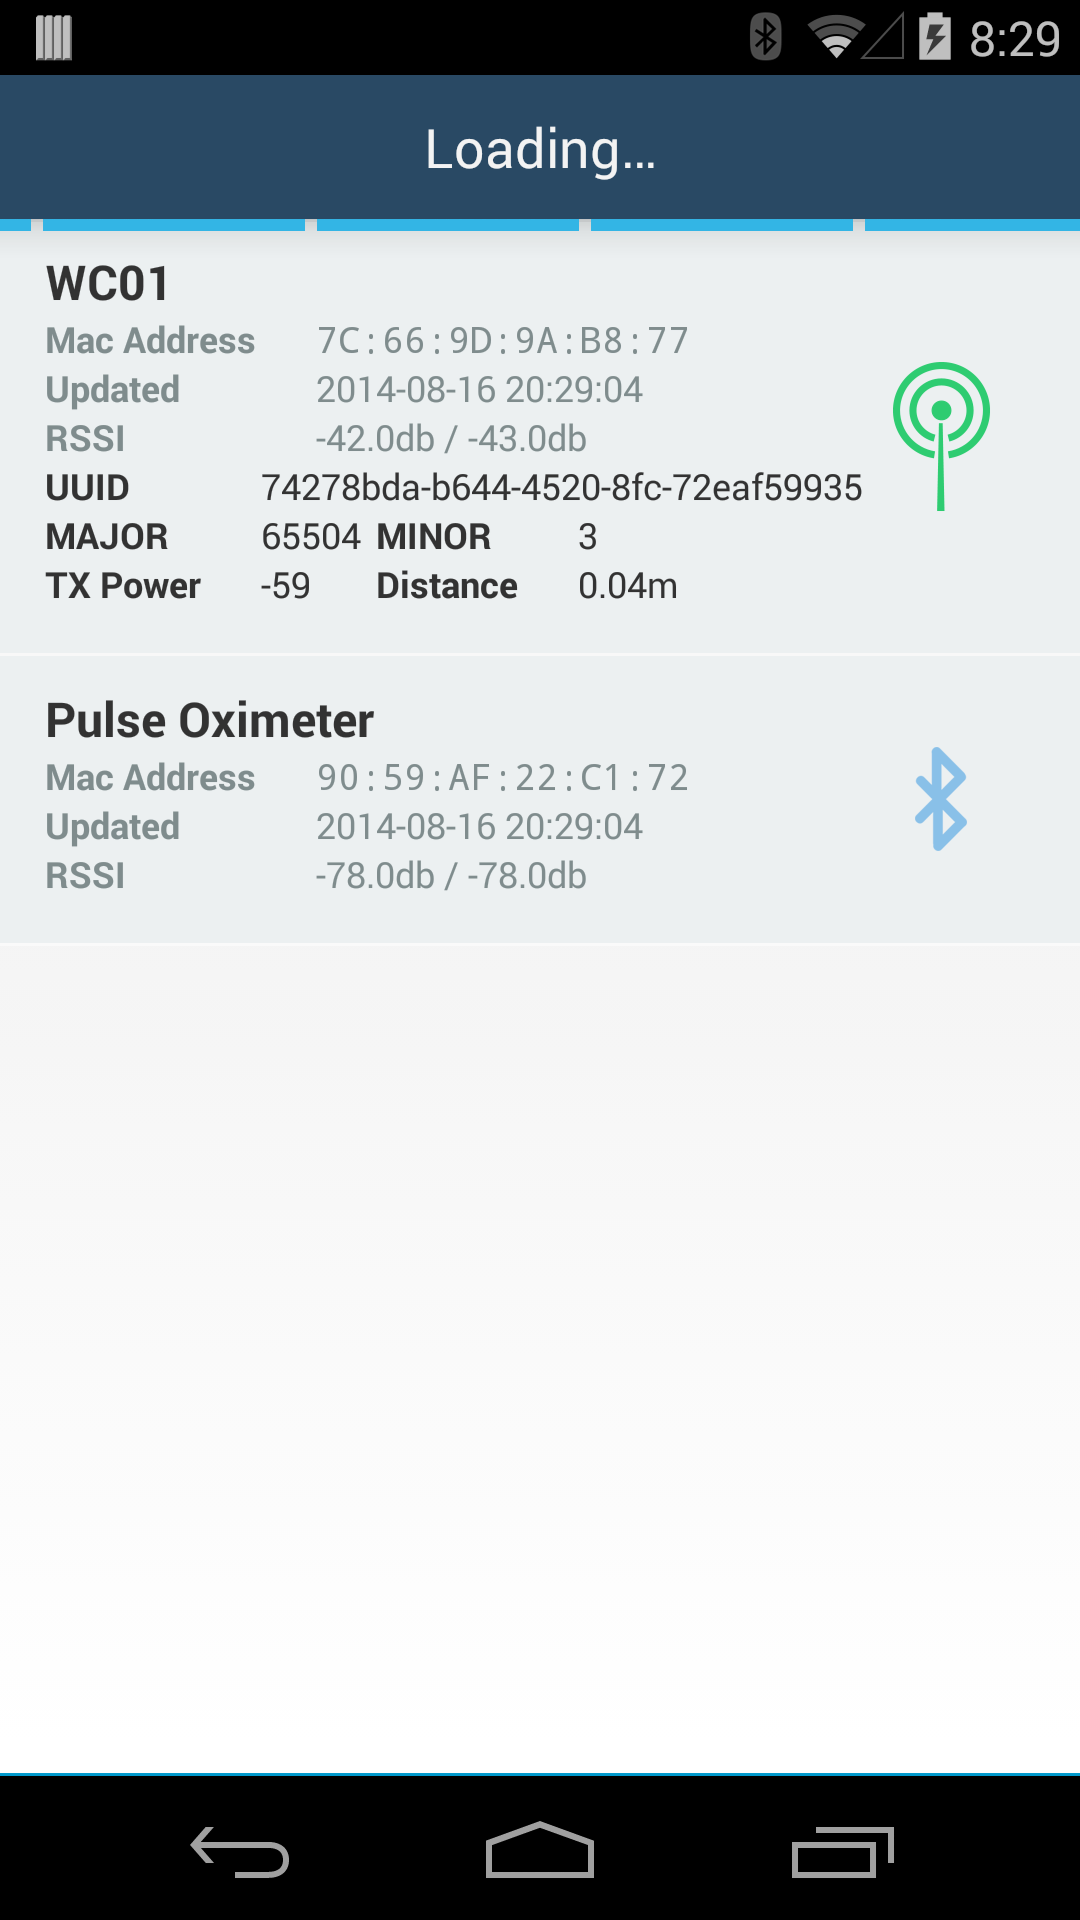 8:29
Loading...
WC01
Mac Address 7C:66:9D:9A:B8:77
Updated 2014-08-16 20:29:04
RSSI -42.0db / -43.0db
UUID 74278bda-b644-4520-8fc-72eaf59935
MAJOR 65504 MINOR 3
TX Power -59 Distance 0.04m
Pulse Oximeter
Mac Address 90:59:AF:22:C1:72
Updated 2014-08-16 20:29:04
RSSI -78.0db / -78.0db